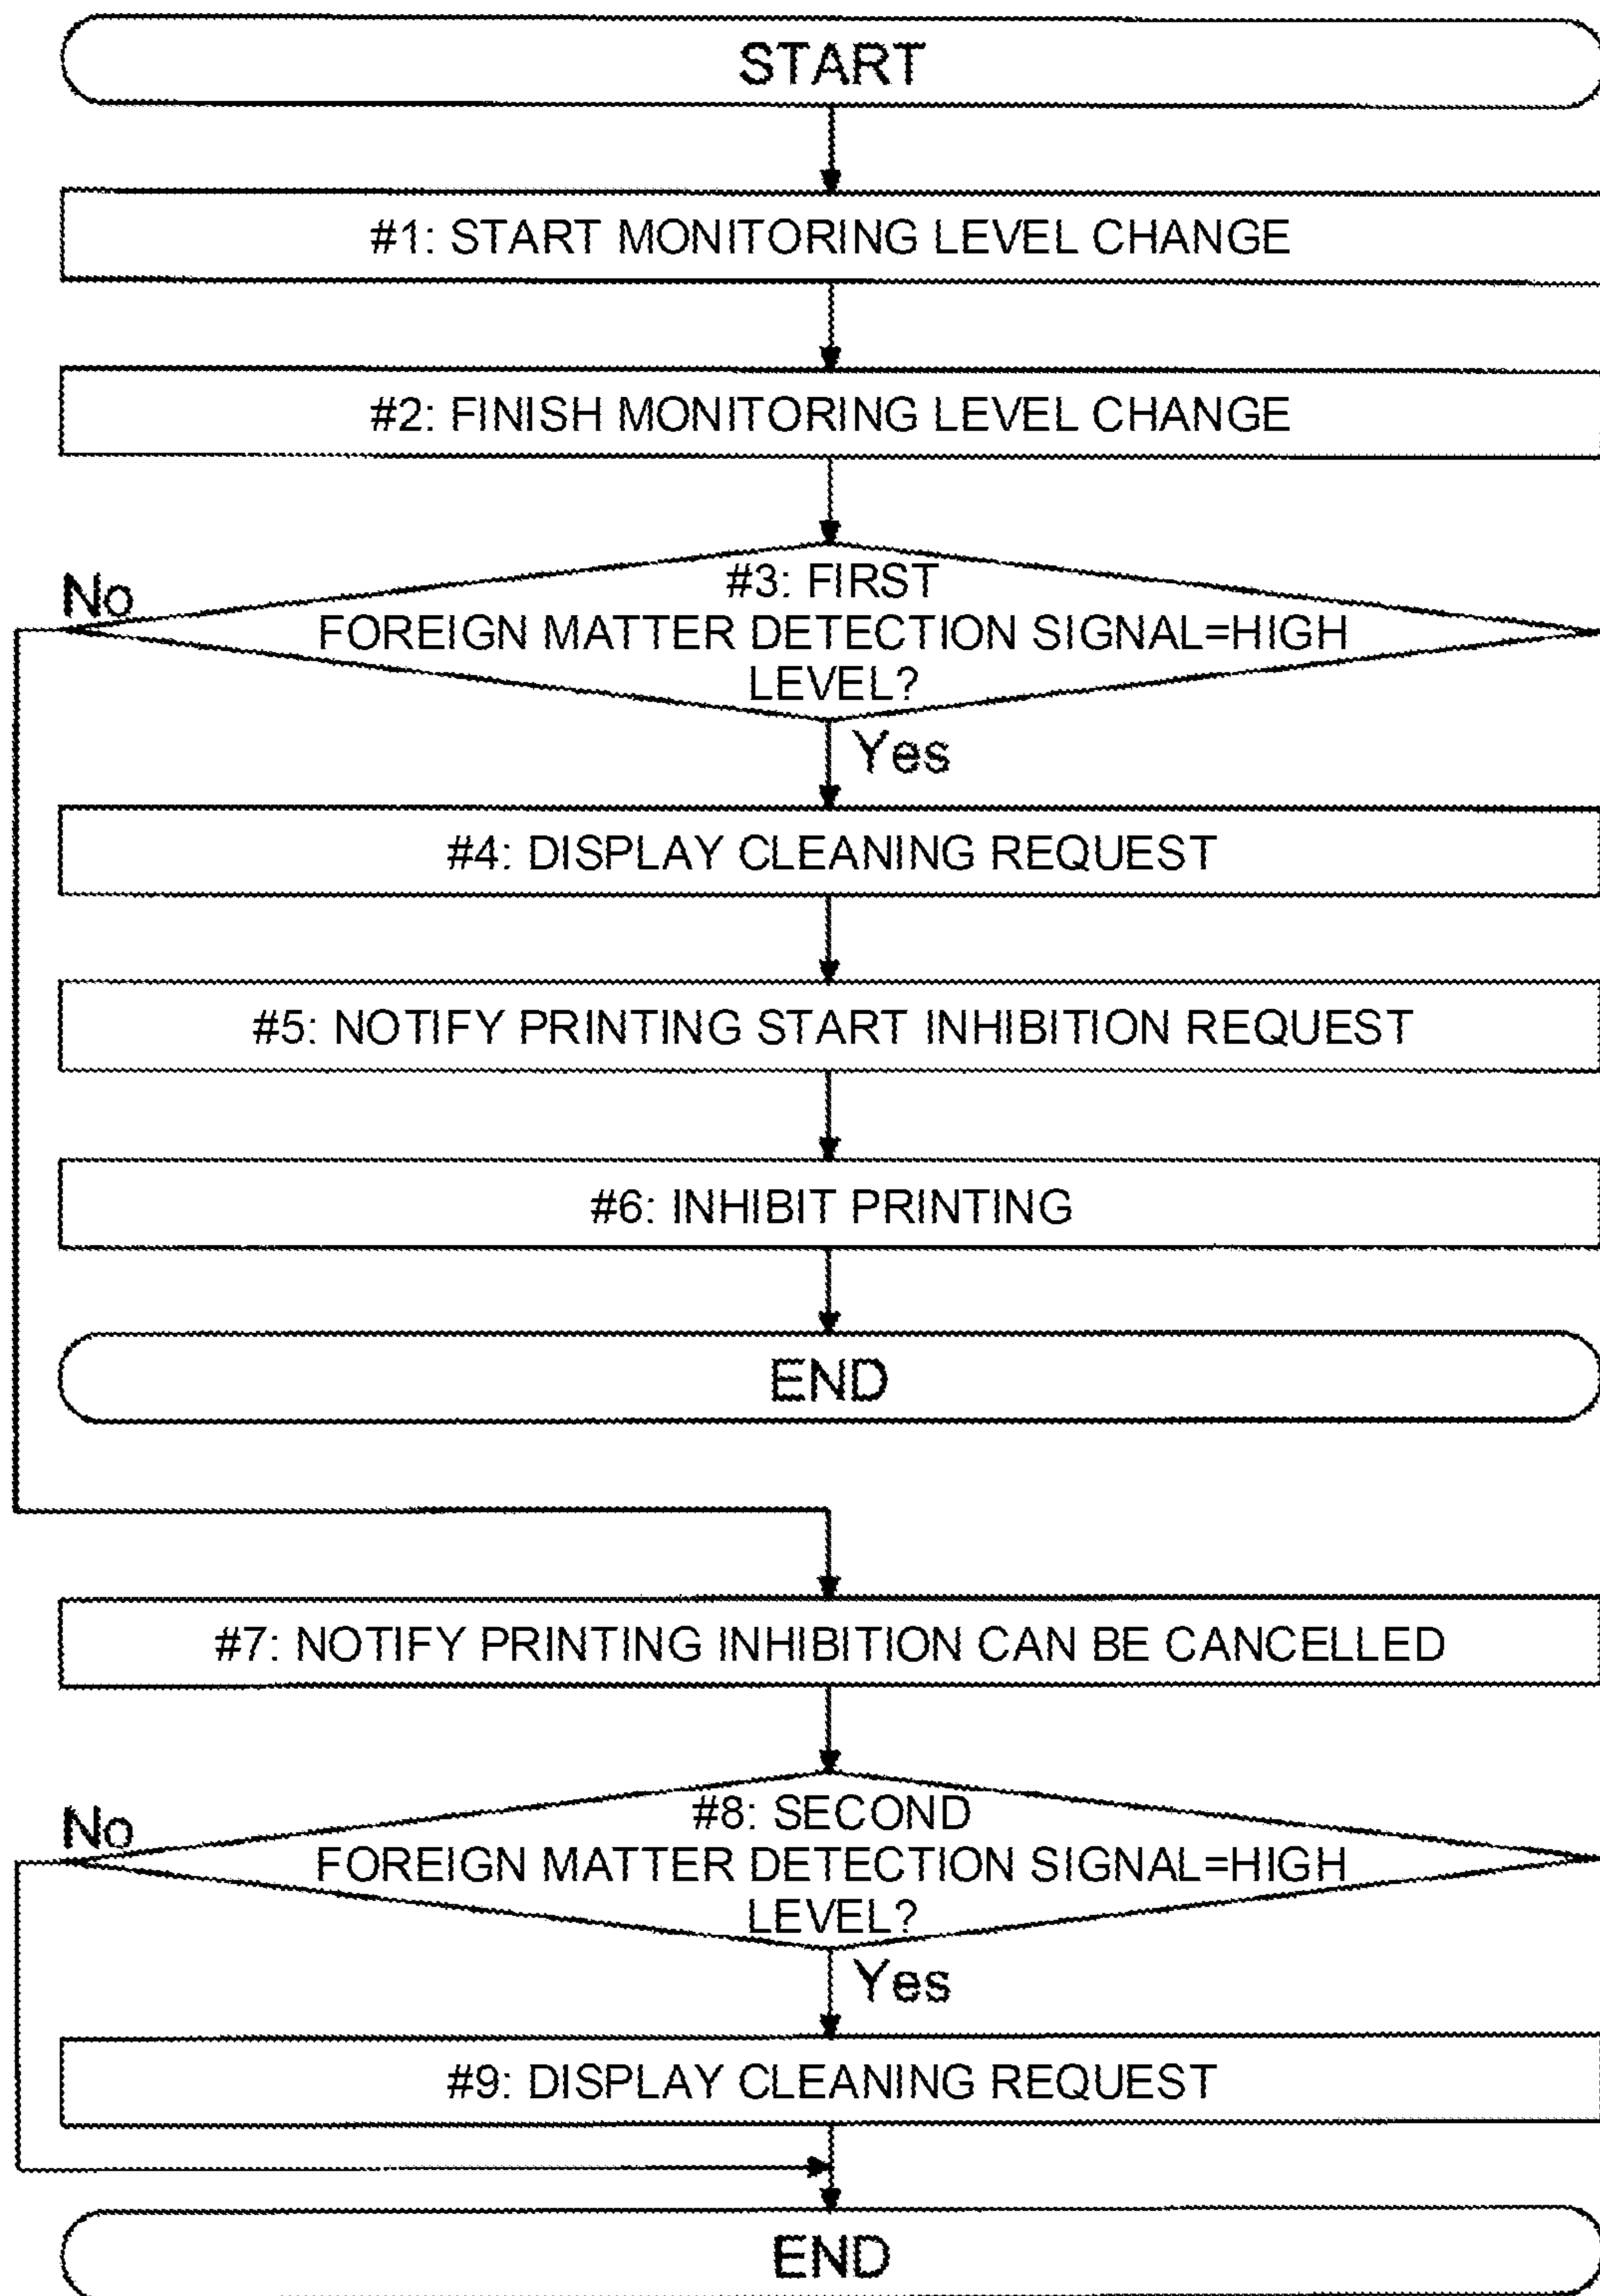 START
#1: START MONITORING LEVEL CHANGE
#2: FINISH MONITORING LEVEL CHANGE
No
#3: FIRST
FOREIGN MATTER DETECTION SIGNAL=HIGH
LEVEL?
Yes
#4: DISPLAY CLEANING REQUEST
#5: NOTIFY PRINTING START INHIBITION REQUEST
#6: INHIBIT PRINTING
END
#7: NOTIFY PRINTING INHIBITION CAN BE CANCELLED
No
#8: SECOND
FOREIGN MATTER DETECTION SIGNAL=HIGH
LEVEL?
Yes
#9: DISPLAY CLEANING REQUEST
END